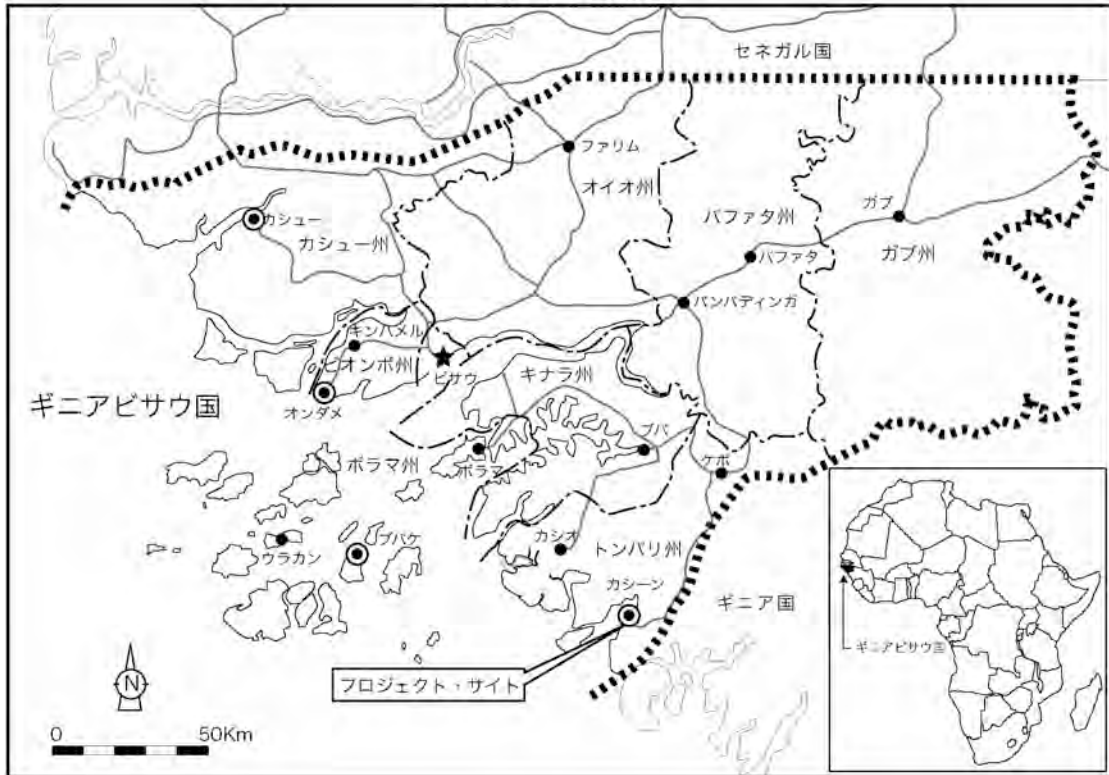 セネガル国
ファリム
オイオ州
カシュー
カシュー州
バファタ州
ガブ
バファタ
ガブ州
バンバディンガ
キンハメル
ビオンボ州
ビサウ
キナラ州
ギニアビサウ国
オンダメ
ボラマ州
ボラマ
ブバ
ケボ
ウラカン
ブバケ
カシオ
トンバリ州
カシーン
ギニア国
プロジェクト・サイト
ギニアビサウ国
N
0 50Km